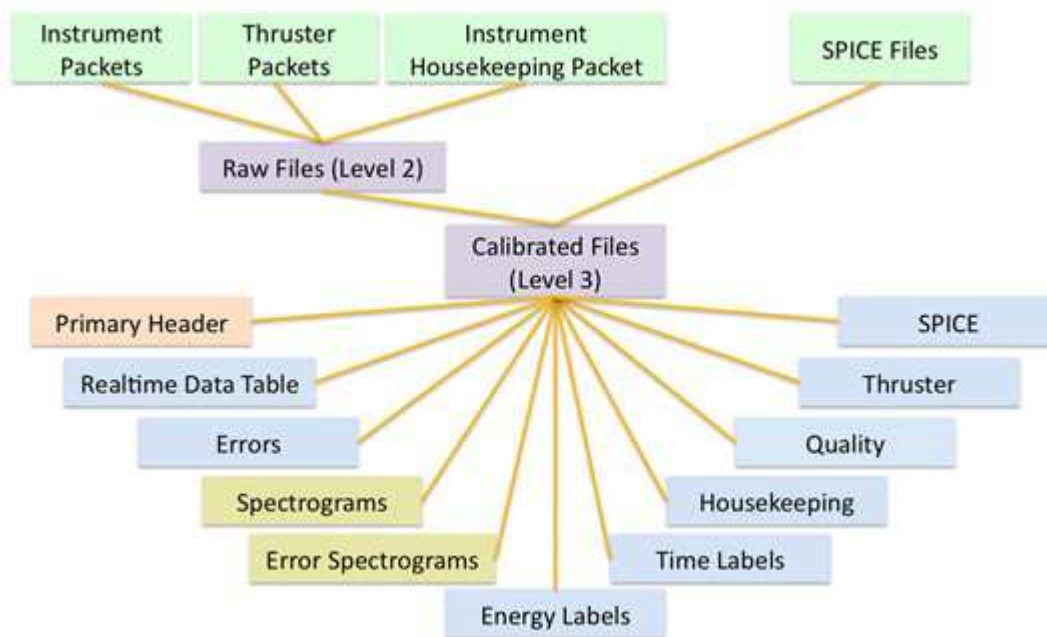 Instrument
Packets
Thruster
Packets
Instrument
Housekeeping Packet
SPICE Files
Raw Files (Level 2)
Calibrated Files
(Level 3)
Primary Header
SPICE
Realtime Data Table
Thruster
Errors
Quality
Spectrograms
Housekeeping
Error Spectrograms
Time Labels
Energy Labels